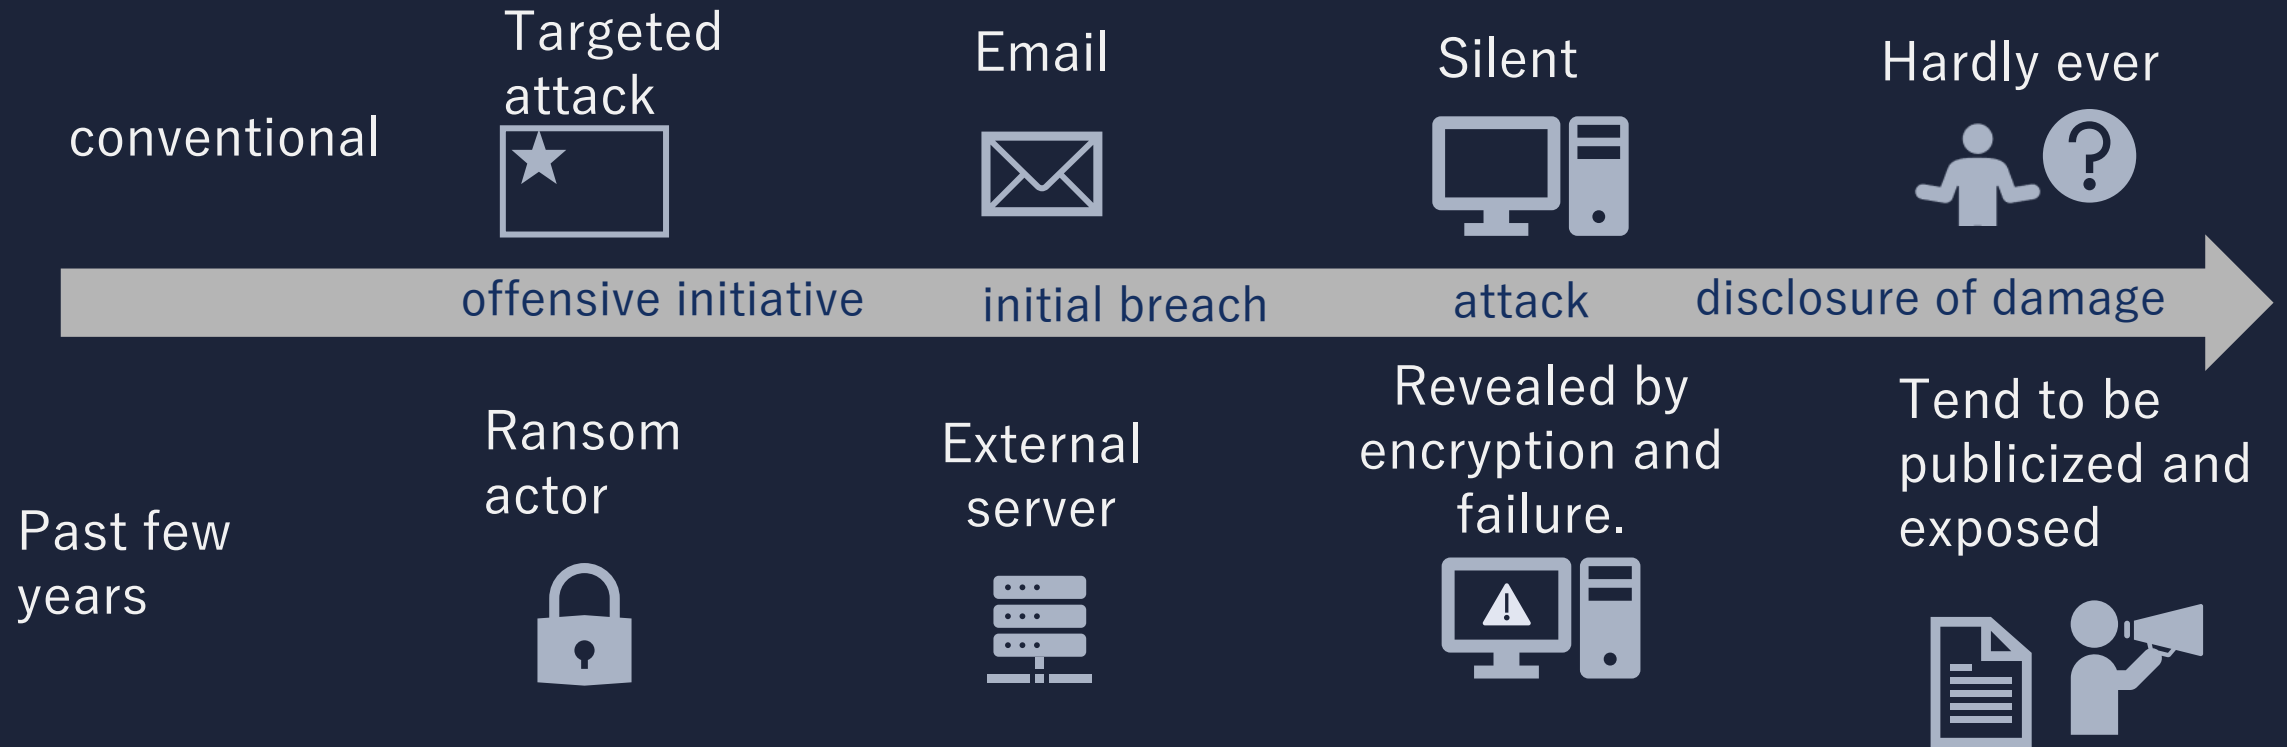 Targeted
attack
Email
Silent
Hardly ever
conventional
offensive initiative
initial breach
attack
disclosure of damage
Ransom
actor
External
server
Revealed by
encryption and
failure.
Tend to be
publicized and
exposed
Past few
years